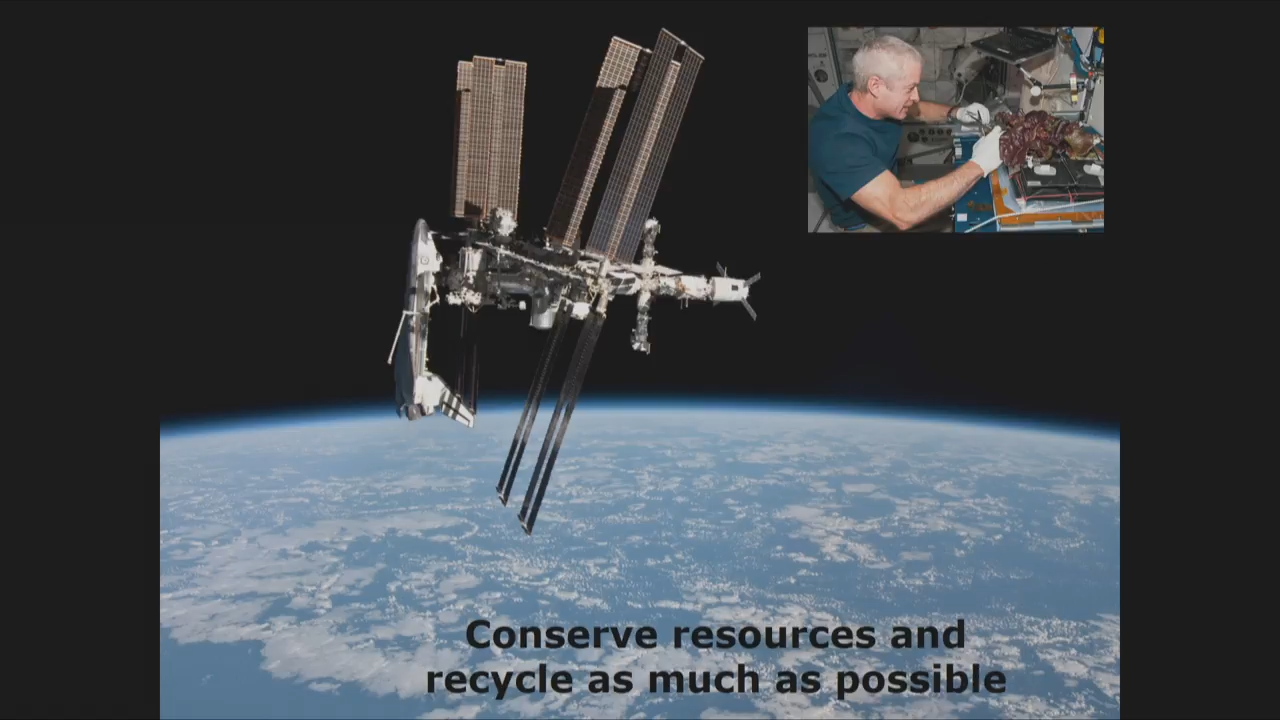 Conserve resources and
recycle as much as possible